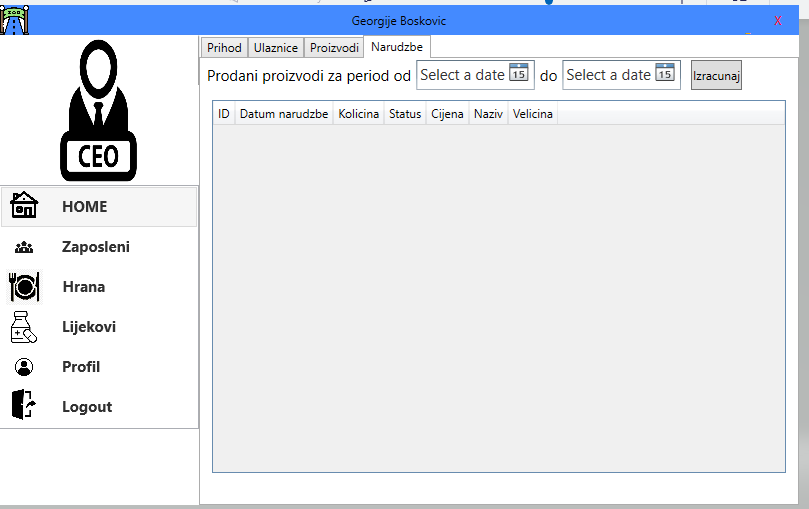 ZOO
Georgije Boskovic
X
CEO
HOME
Zaposleni
Hrana
Lijekovi
Profil
Logout
Prihod Ulaznice Proizvodi Narudzbe
Prodani proizvodi za period od Select a date 15 do Select a date 15 Izracunaj
ID Datum narudzbe Kolicina Status Cijena Naziv Velicina